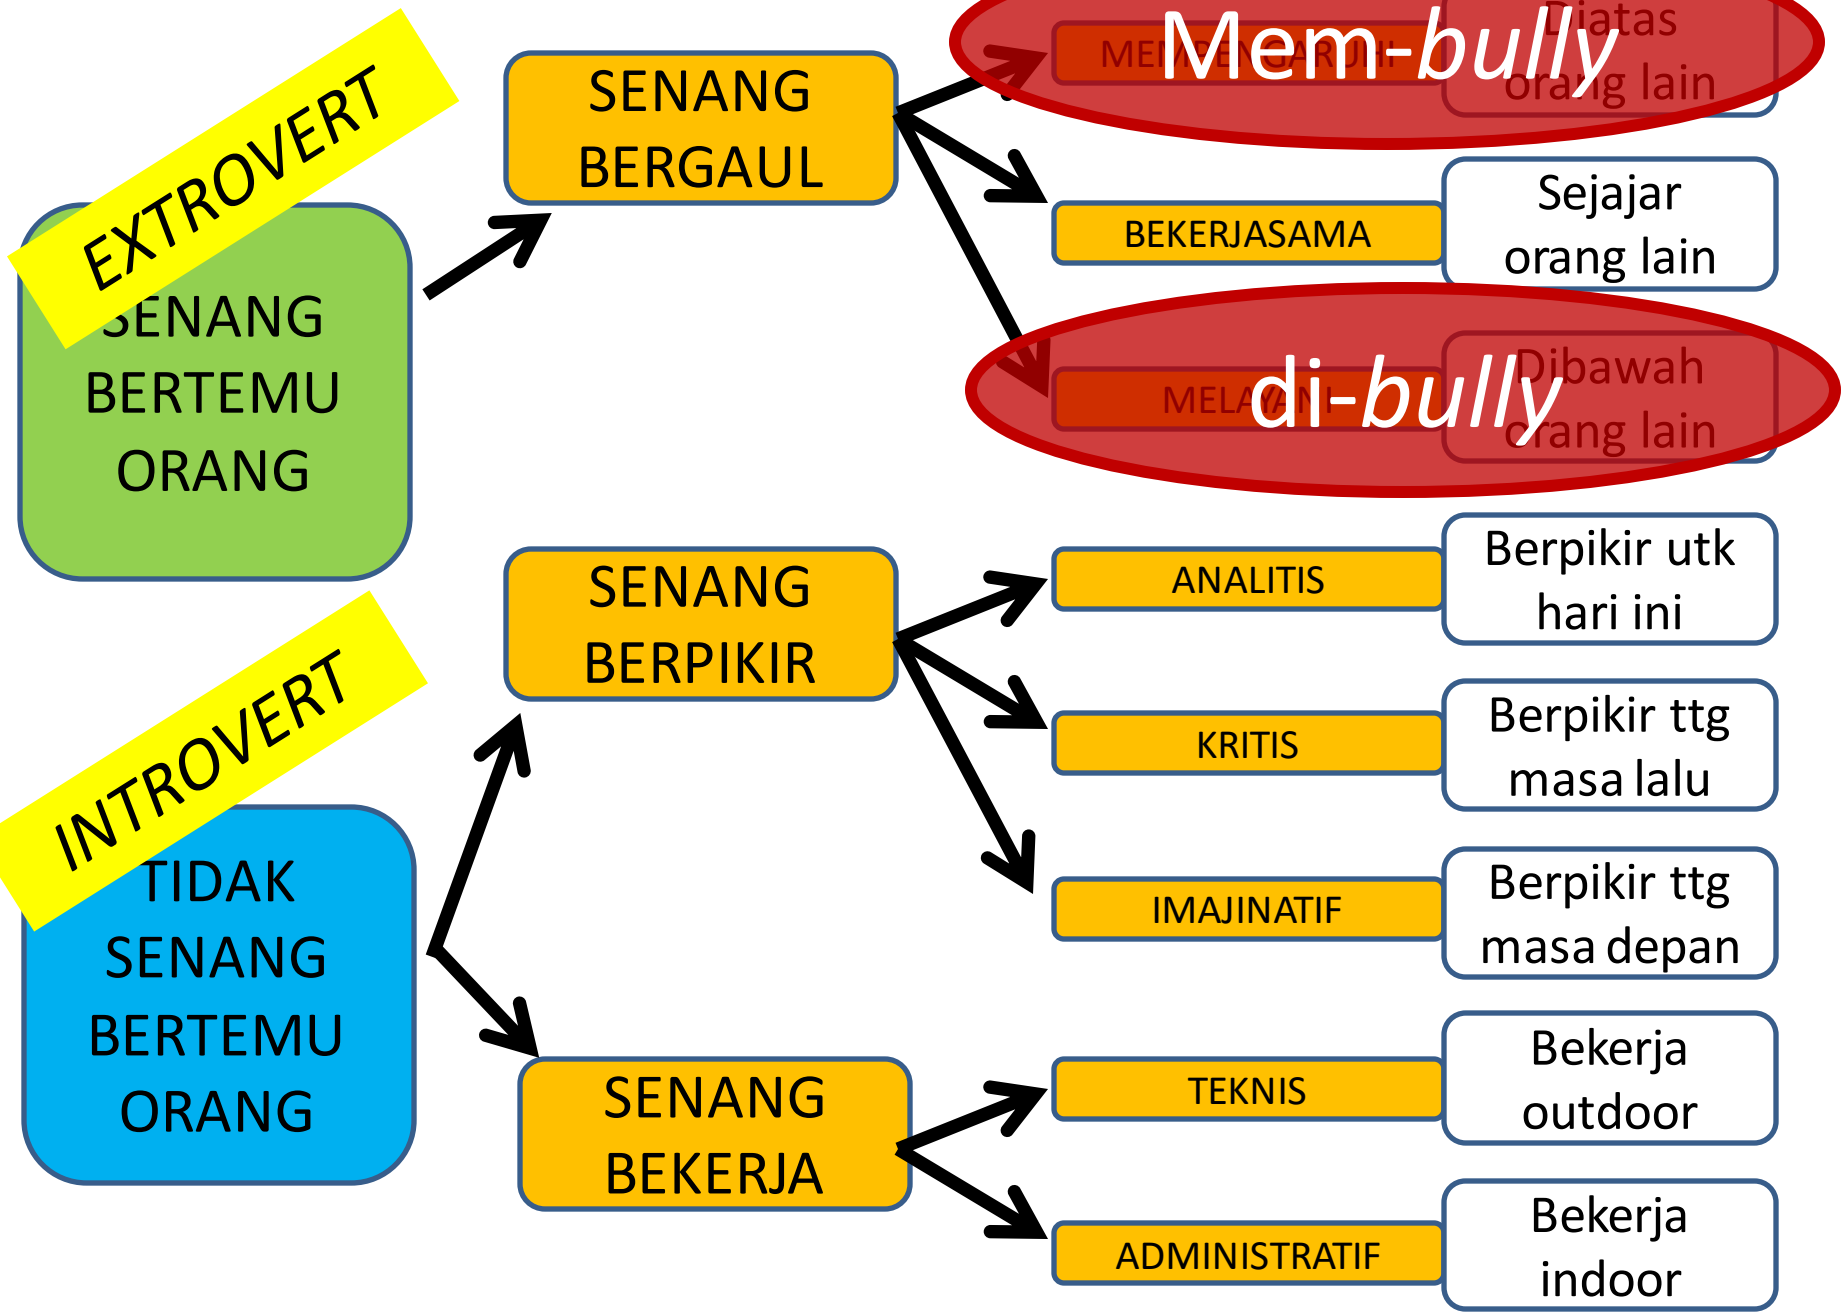 EXTROVERT
SENANG
BERTEMU
ORANG
SENANG
BERGAUL
MEMPENGARUHI
Diatas
orang lain
Mem-bully
BEKERJASAMA
Sejajar
orang lain
MELAYANI
Dibawah
orang lain
di-bully
INTROVERT
TIDAK
SENANG
BERTEMU
ORANG
SENANG
BERPIKIR
ANALITIS
Berpikir utk
hari ini
KRITIS
Berpikir ttg
masa lalu
IMAJINATIF
Berpikir ttg
masa depan
SENANG
BEKERJA
TEKNIS
Bekerja
outdoor
ADMINISTRATIF
Bekerja
indoor